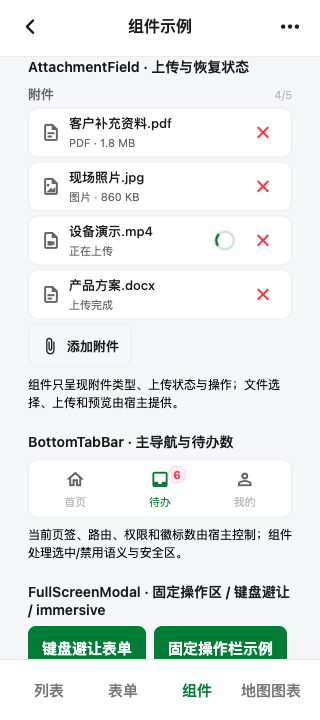 组件示例
AttachmentField · 上传与恢复状态
附件 4/5
客户补充资料.pdf
PDF · 1.8 MB
现场照片.jpg
图片 · 860 KB
设备演示.mp4
正在上传
产品方案.docx
上传完成
添加附件
组件只呈现附件类型、上传状态与操作；文件选
择、上传和预览由宿主提供。
BottomTabBar · 主导航与待办数
6
首页 待办 我的
当前页签、路由、权限和徽标数由宿主控制；组件
处理选中/禁用语义与安全区。
FullScreenModal · 固定操作区 / 键盘避让
/ immersive
键盘避让表单 固定操作栏示例
列表 表单 组件 地图图表